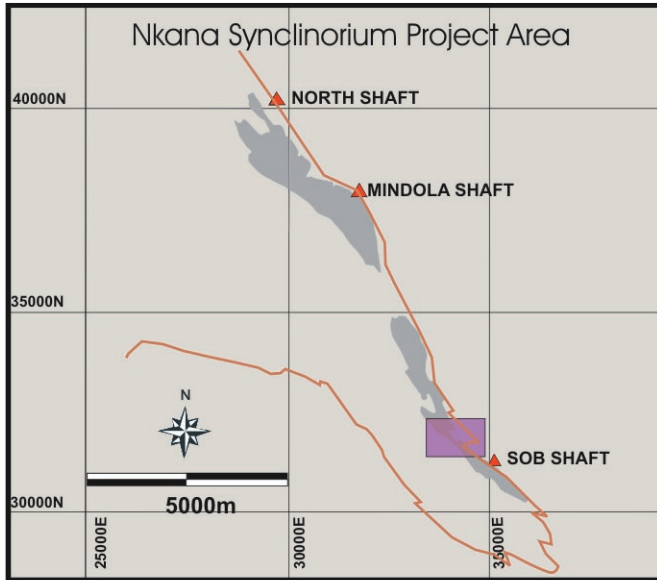 Nkana Synclinorium Project Area
40000N
NORTH SHAFT
MINDOLA SHAFT
35000N
N
SOB SHAFT
5000m
30000N
25000E
30000E
35000E